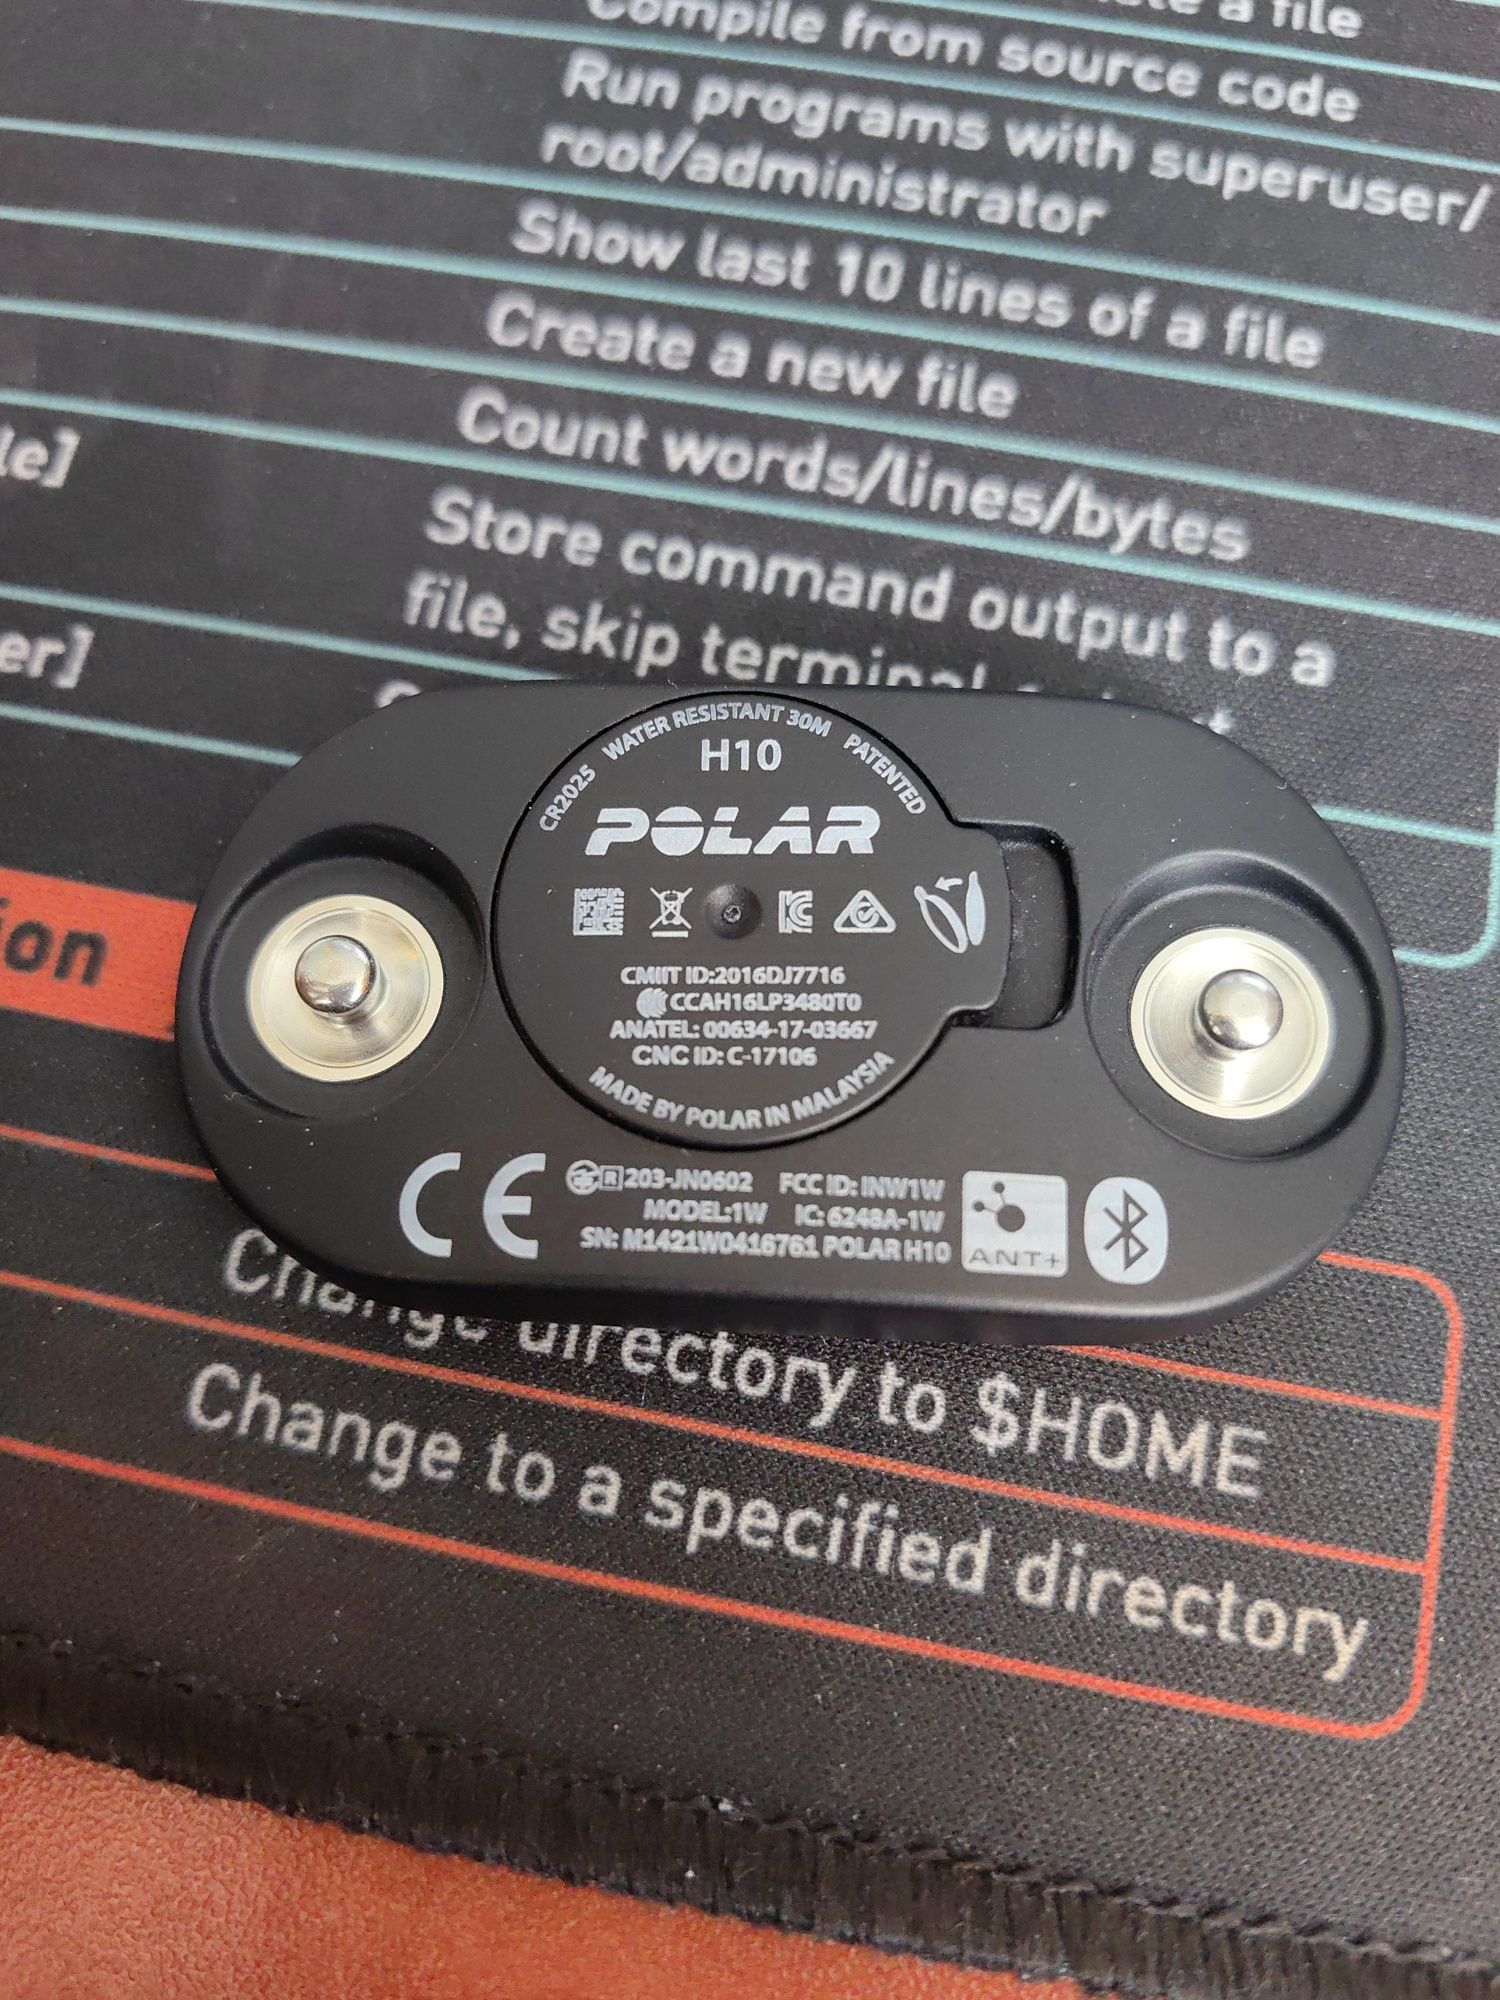 a file
Compile from source code
Run programs with superuser/
root/administrator
Show last 10 lines of a file
Create a new file
Count words/lines/bytes
le]
Store command output to a
file, skip terminal
er]
CR2025 WATER RESISTANT 30M PATENTED
H10
POLAR
CMIIT ID:2016DJ7716
CCAH16LP3480T0
ANATEL: 00634-17-03667
CNC ID: C-17106
MADE BY POLAR IN MALAYSIA
ion
CE
R 203-JN0602 FCC ID: INW1W
MODEL:1W IC: 6248A-1W
SN: M1421W0416761 POLAR H10
ANT+
Change directory to $HOME
Change to a specified directory